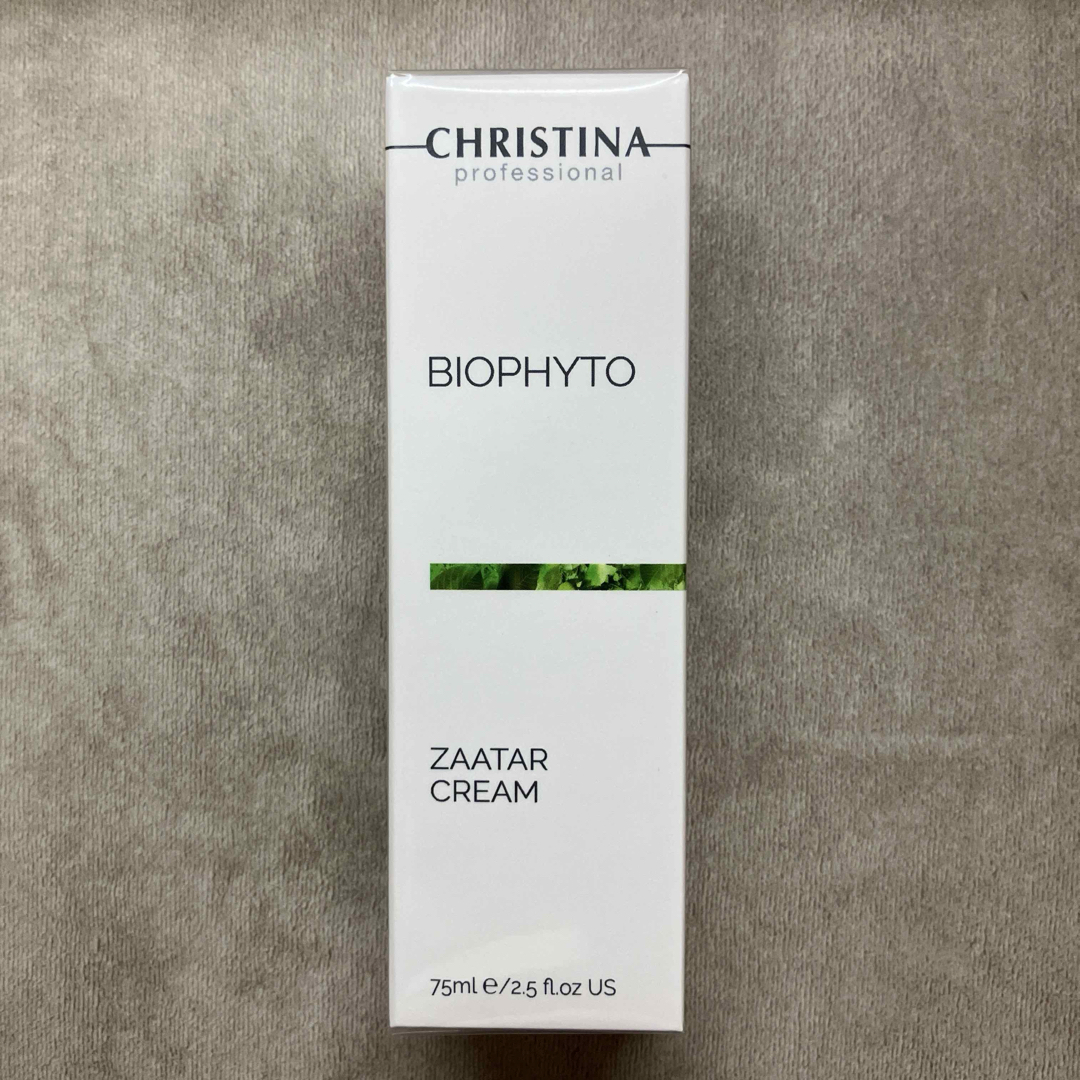 CHRISTINA
professional
BIOPHYTO
ZAATAR
CREAM
75ml ℮/2.5 fl.oz US